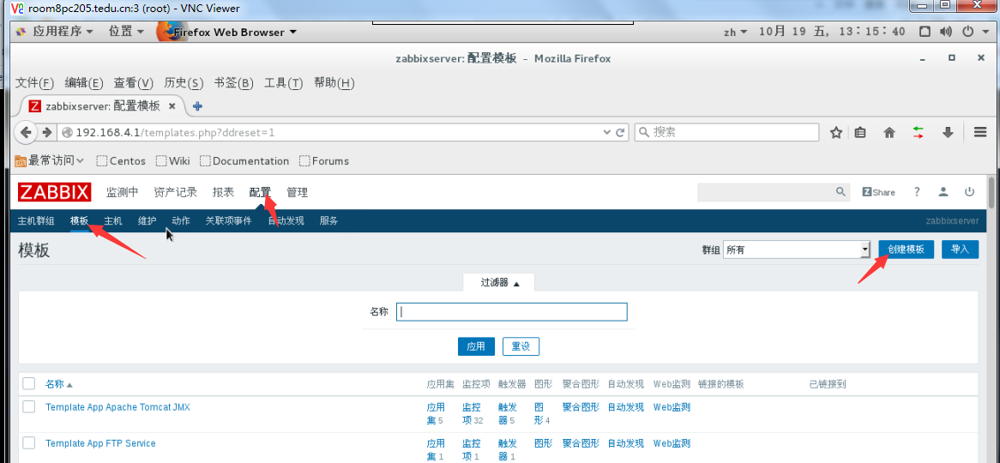 room8pc205.tedu.cn:3 (root) - VNC Viewer
应用程序 位置 Firefox Web Browser zh 10月 19 五, 13:15:40
zabbixserver: 配置模板 - Mozilla Firefox
文件(F) 编辑(E) 查看(V) 历史(S) 书签(B) 工具(T) 帮助(H)
zabbixserver: 配置模板
192.168.4.1/templates.php?ddreset=1 搜索
最常访问 Centos Wiki Documentation Forums
ZABBIX 监测中 资产记录 报表 配置 管理 Z Share ?
主机群组 模板 主机 维护 动作 关联项事件 自动发现 服务 zabbixserver
模板 群组 所有 创建模板 导入
过滤器
名称
应用 重设
名称 应用集 监控项 触发器 图形 聚合图形 自动发现 Web监测 链接的模板 已链接到
Template App Apache Tomcat JMX 应用 监控 触发 图 聚合图形 自动发现 Web监测
集 5 项 32 器 5 形 4
Template App FTP Service 应用 监控 触发 图形 聚合图形 自动发现 Web监测
集 1 项 1 器 1